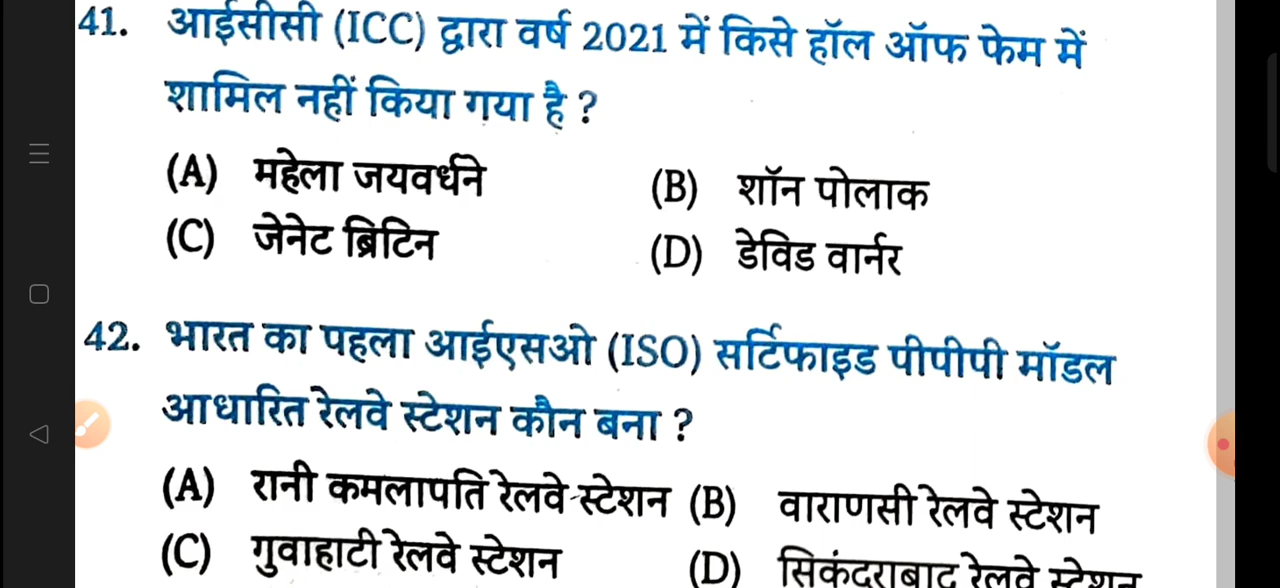 41. आईसीसी (ICC) द्वारा वर्ष 2021 में किसे हॉल ऑफ फेम में
शामिल नहीं किया गया है ?
(A) महेला जयवर्धने (B) शॉन पोलाक
(C) जेनेट ब्रिटिन (D) डेविड वार्नर
42. भारत का पहला आईएसओ (ISO) सर्टिफाइड पीपीपी मॉडल
आधारित रेलवे स्टेशन कौन बना ?
(A) रानी कमलापति रेलवे स्टेशन (B) वाराणसी रेलवे स्टेशन
(C) गुवाहाटी रेलवे स्टेशन (D) सिकंदराबाद रेलवे स्टेशन